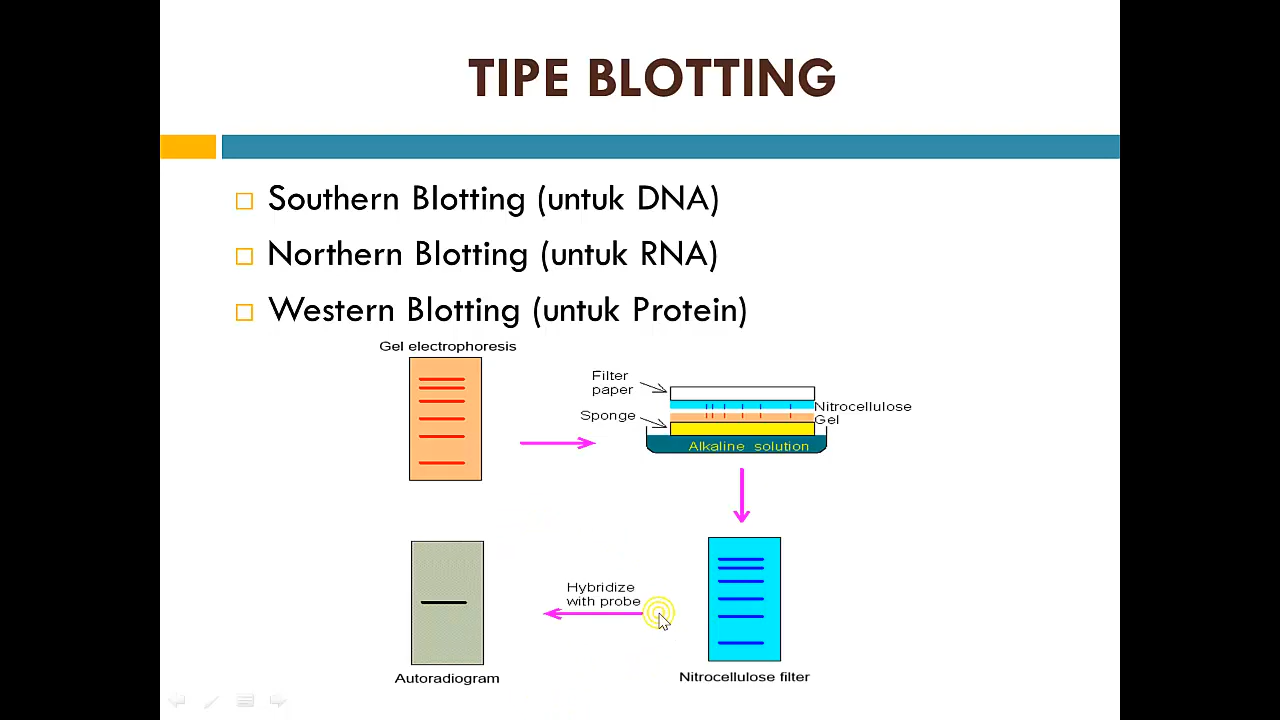 TIPE BLOTTING
Southern Blotting (untuk DNA)
Northern Blotting (untuk RNA)
Western Blotting (untuk Protein)
Gel electrophoresis
Filter
paper
Sponge
Nitrocellulose
Gel
Alkaline solution
Hybridize
with probe
Autoradiogram
Nitrocellulose filter